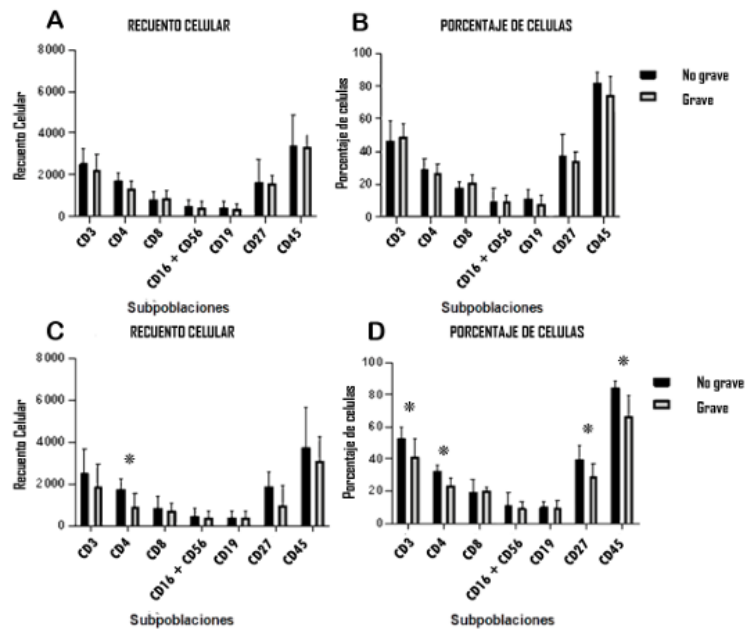 A
RECUENTO CELULAR
8000
6000
4000
2000
0
Recuento Celular
CD3
CD4
CD8
CD16 + CD56
CD19
CD27
CD45
Subpoblaciones
B
PORCENTAJE DE CELULAS
100
80
60
40
20
0
Porcentaje de celulas
CD3
CD4
CD8
CD16 + CD56
CD19
CD27
CD45
Subpoblaciones
No grave
Grave
C
RECUENTO CELULAR
8000
6000
4000
2000
0
Recuento Celular
*
CD3
CD4
CD8
CD16 + CD56
CD19
CD27
CD45
Subpoblaciones
D
PORCENTAJE DE CELULAS
100
80
60
40
20
0
Porcentaje de celulas
* * * *
CD3
CD4
CD8
CD16 + CD56
CD19
CD27
CD45
Subpoblaciones
No grave
Grave